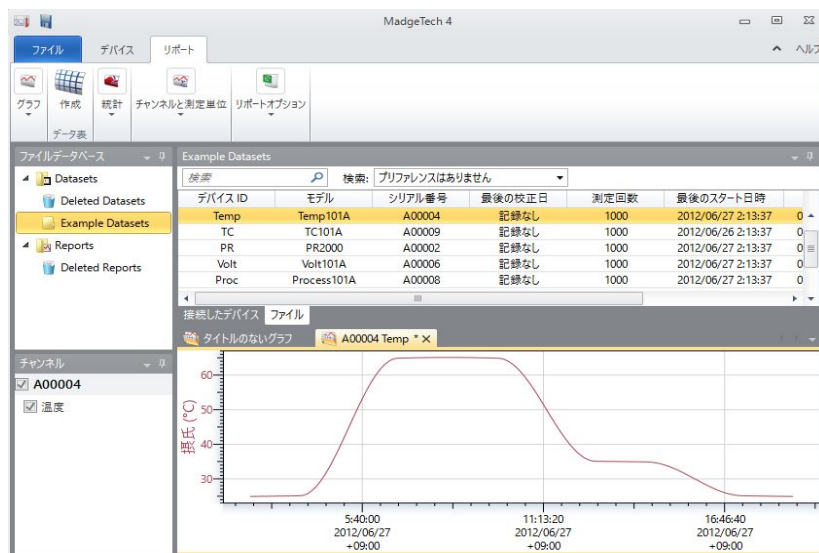 MadgeTech 4
ファイル デバイス リポート
グラフ 作成 統計 チャンネルと測定単位 リポートオプション
データ表
ファイルデータベース
Datasets
Deleted Datasets
Example Datasets
Reports
Deleted Reports
Example Datasets
検索 検索: プリファレンスはありません
デバイス ID モデル シリアル番号 最後の校正日 測定回数 最後のスタート日時
Temp Temp101A A00004 記録なし 1000 2012/06/27 2:13:37 0
TC TC101A A00009 記録なし 1000 2012/06/26 2:13:37 0
PR PR2000 A00002 記録なし 1000 2012/06/27 2:13:37 0
Volt Volt101A A00006 記録なし 1000 2012/06/27 2:13:37 0
Proc Process101A A00008 記録なし 1000 2012/06/27 2:13:37 0
接続したデバイス ファイル
タイトルのないグラフ A00004 Temp *
チャンネル
A00004
温度
摂氏 (°C)
60
50
40
30
5:40:00 11:13:20 16:46:40
2012/06/27 2012/06/27 2012/06/27
+09:00 +09:00 +09:00